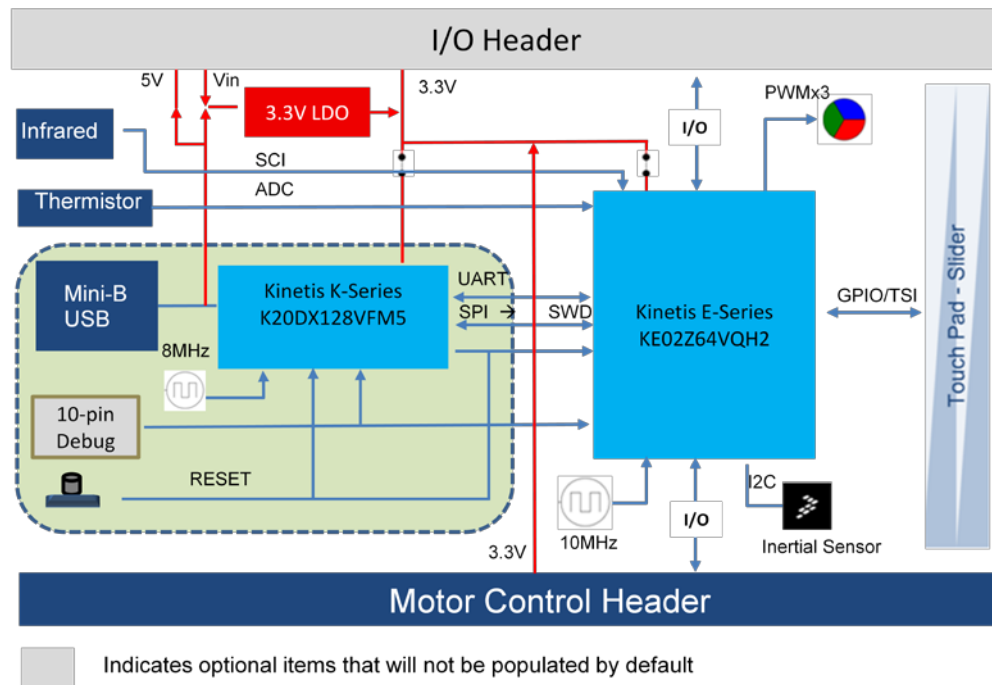 I/O Header
5V
Vin
3.3V
3.3V LDO
PWMx3
I/O
Infrared
SCI
ADC
Thermistor
Mini-B
USB
Kinetis K-Series
K20DX128VFM5
UART
SPI →
SWD
Kinetis E-Series
KE02Z64VQH2
GPIO/TSI
Touch Pad - Slider
8MHz
10-pin
Debug
RESET
10MHz
I/O
I2C
Inertial Sensor
3.3V
Motor Control Header
Indicates optional items that will not be populated by default